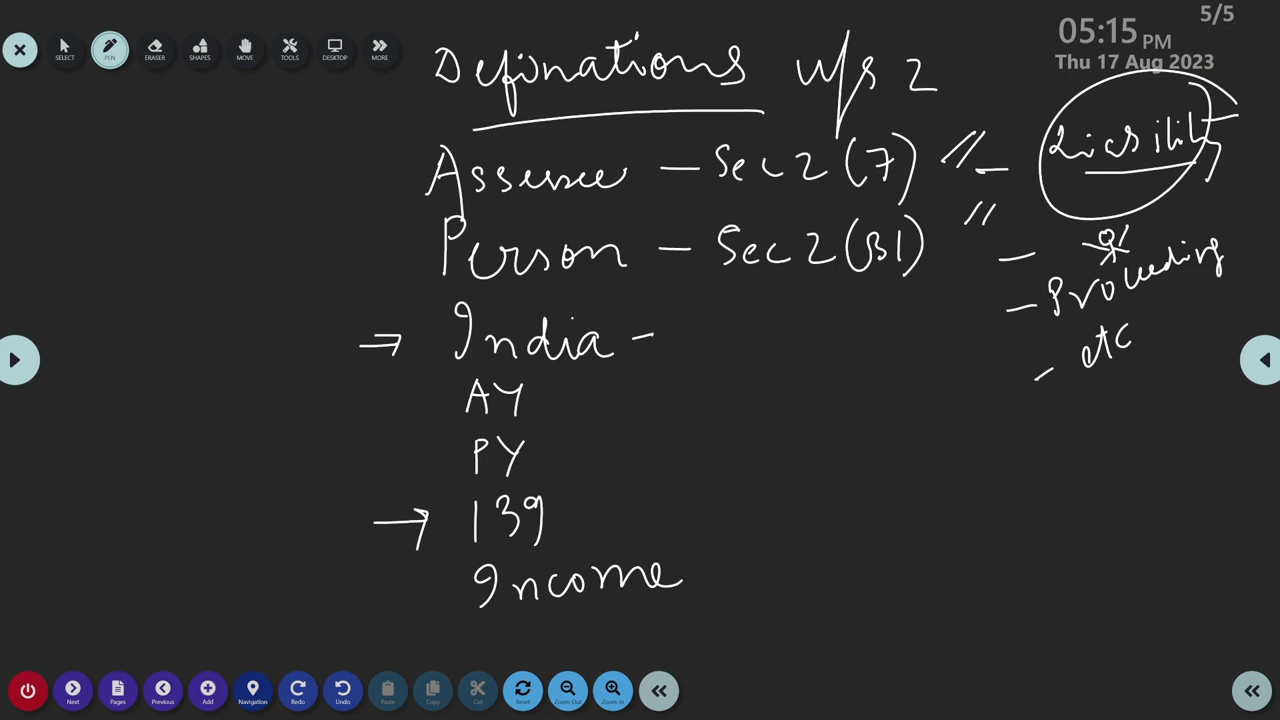 5/5
05:15 PM
Thu 17 Aug 2023
SELECT PEN ERASER SHAPES MOVE TOOLS DESKTOP MORE
Definations u/s 2
Assessee - Sec 2 (7) " - Liability
Person - Sec 2 (31) " -
- Proceeding
⇒ India -
- etc
AY
PY
→ 139
Income
Next Pages Previous Add Navigation Redo Undo Paste Copy Cut Reset Zoom Out Zoom In